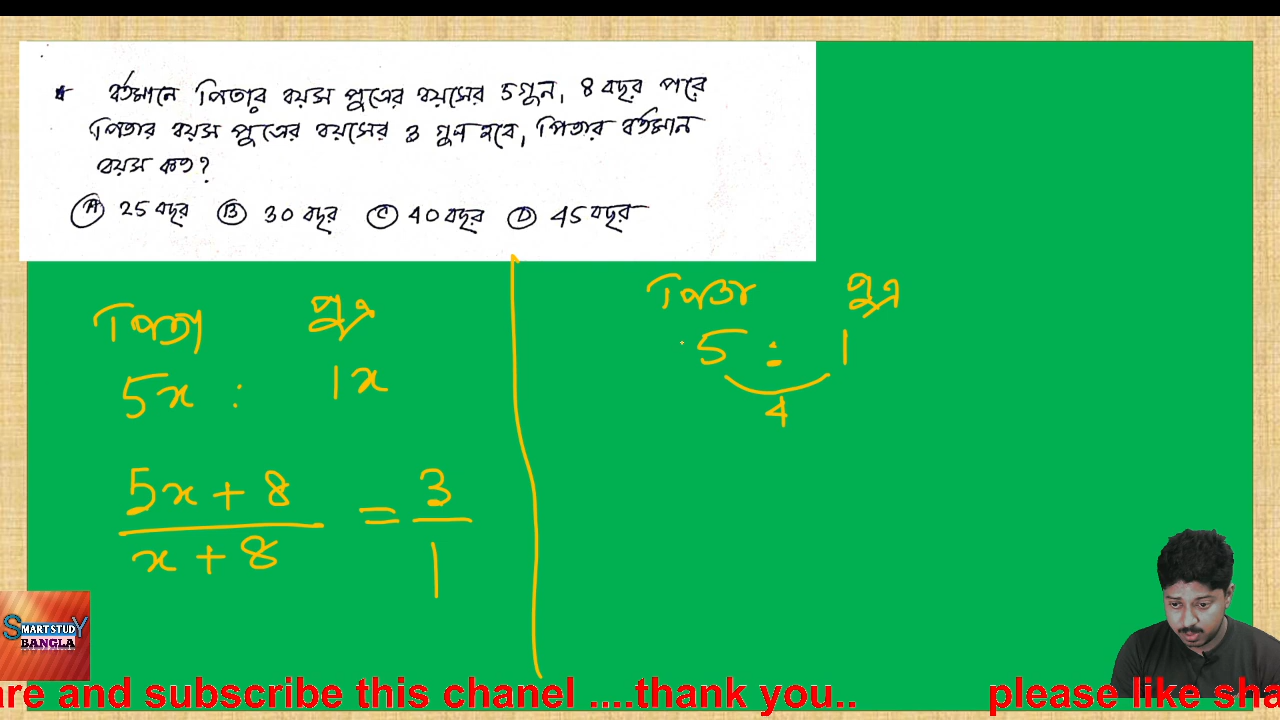 বর্তমানে পিতার বয়স পুত্রের বয়সের 5গুন, 8 বছর পরে
পিতার বয়স পুত্রের বয়সের 3 গুণ হবে, পিতার বর্তমান
বয়স কত?
(A) 25 বছর (B) 30 বছর (C) 40 বছর (D) 45 বছর
পিতা পুত্র
5x : 1x
5x + 8
x + 8
= 3
1
পিতা পুত্র
5 : 1
4
SMART STUDY
BANGLA
are and subscribe this chanel ....thank you.. please like sha